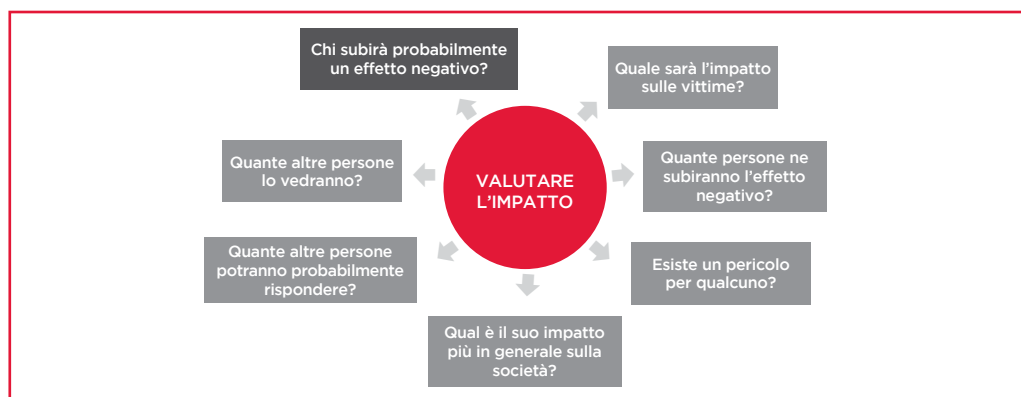 Chi subirà probabilmente
un effetto negativo?
Quale sarà l'impatto
sulle vittime?
Quante altre persone
lo vedranno?
VALUTARE
L'IMPATTO
Quante persone ne
subiranno l'effetto
negativo?
Quante altre persone
potranno probabilmente
rispondere?
Esiste un pericolo
per qualcuno?
Qual è il suo impatto
più in generale sulla
società?